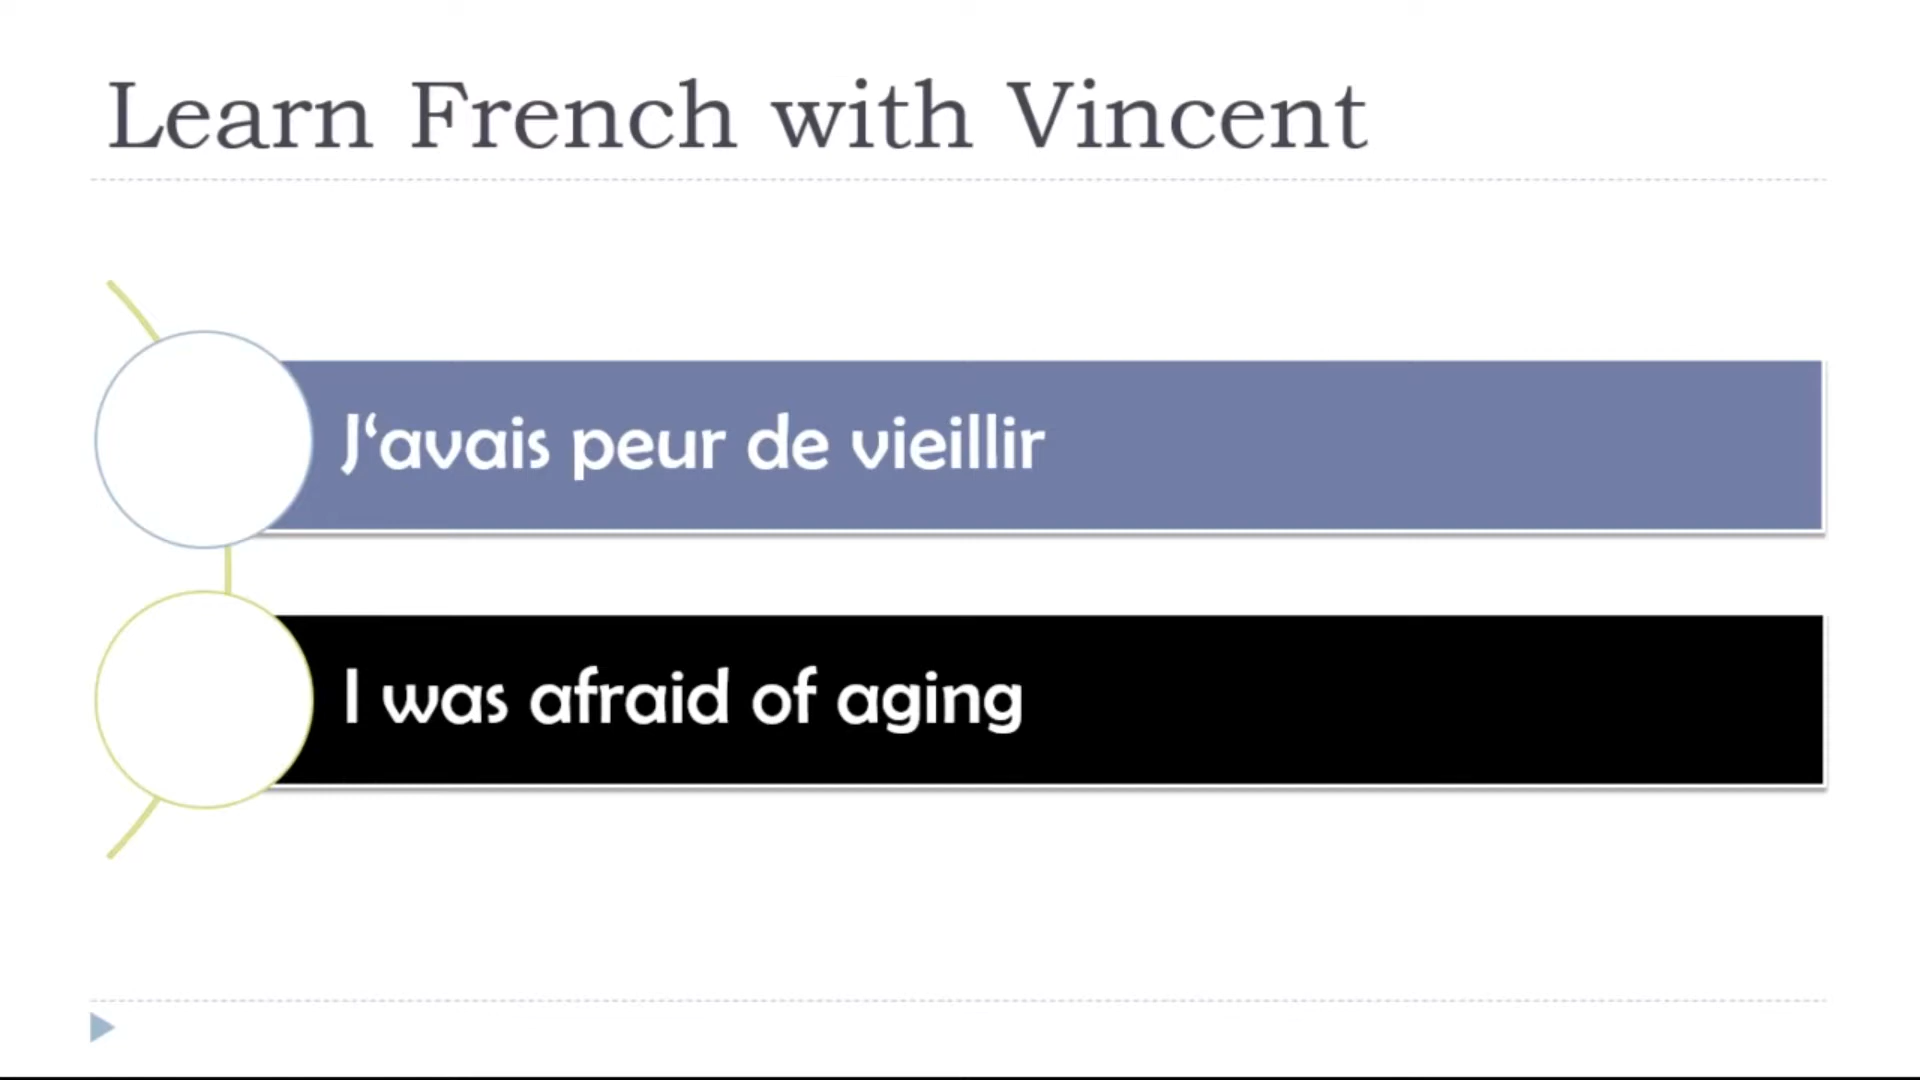 Learn French with Vincent
J‘avais peur de vieillir
I was afraid of aging